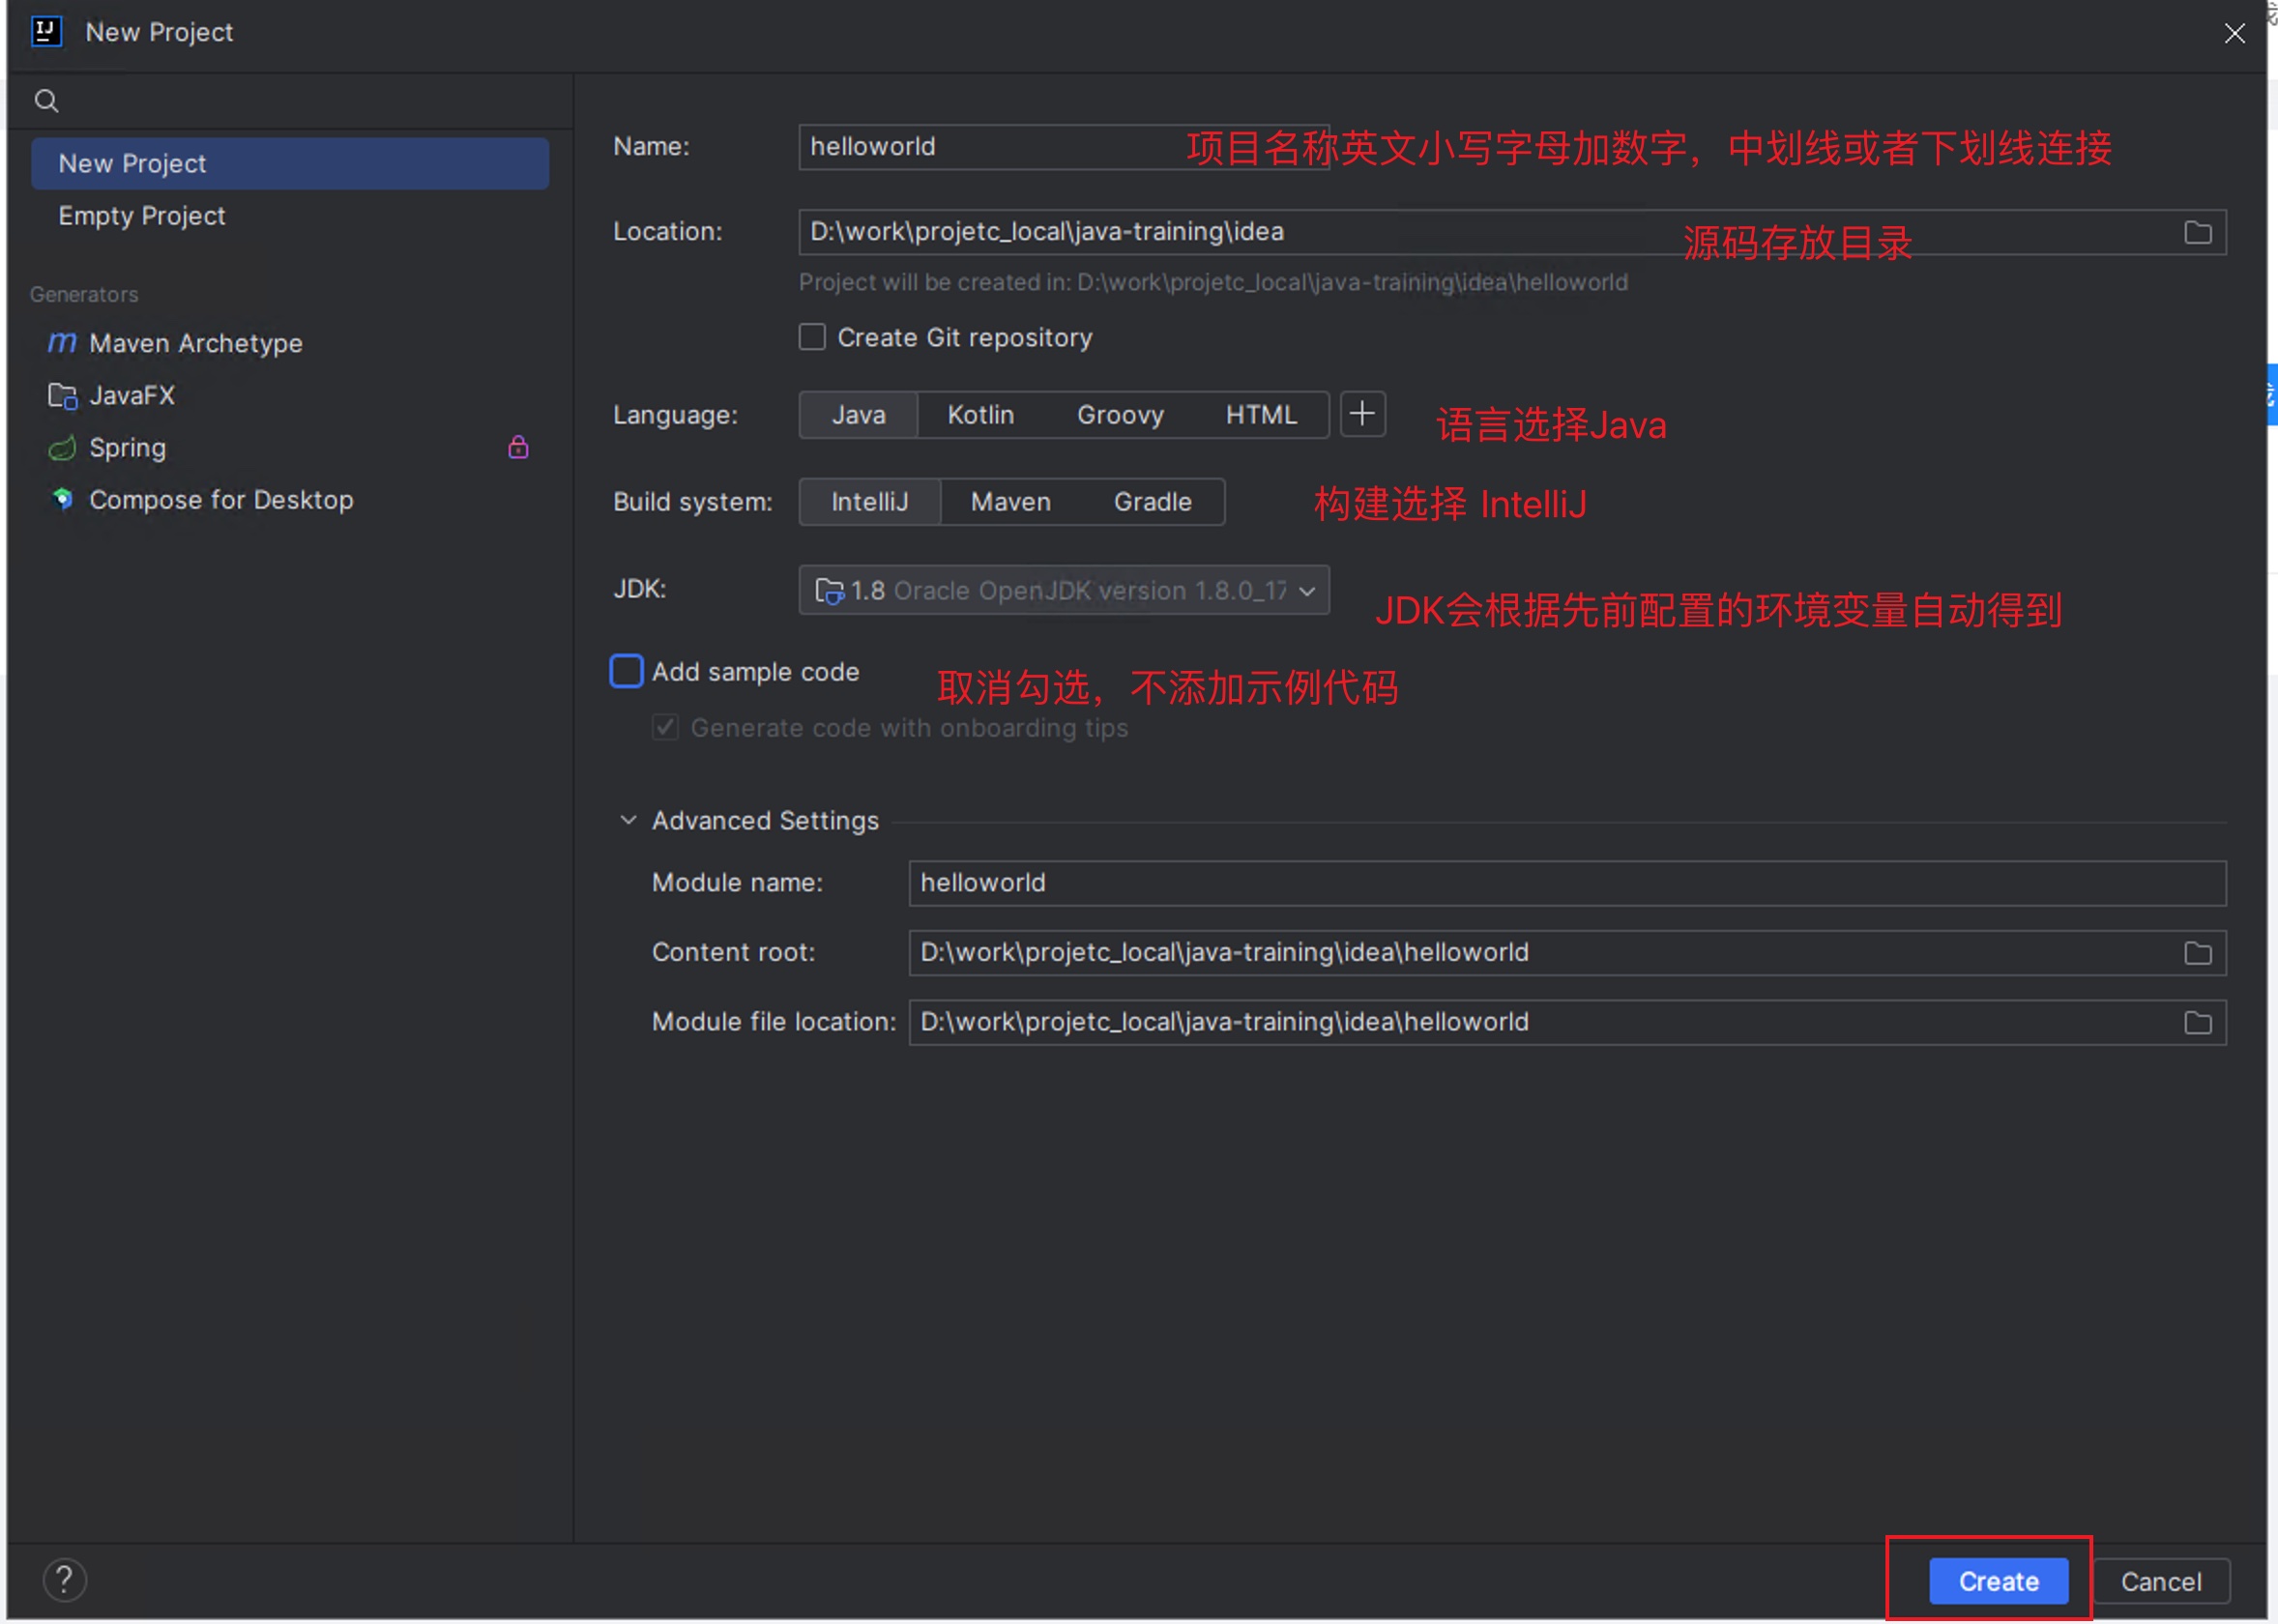 New Project
New Project
Empty Project
Generators
Maven Archetype
JavaFX
Spring
Compose for Desktop
Name: helloworld 项目名称英文小写字母加数字，中划线或者下划线连接
Location: D:\work\projetc_local\java-training\idea 源码存放目录
Project will be created in: D:\work\projetc_local\java-training\idea\helloworld
Create Git repository
Language: Java Kotlin Groovy HTML 语言选择Java
Build system: IntelliJ Maven Gradle 构建选择 IntelliJ
JDK: 1.8 Oracle OpenJDK version 1.8.0_17 JDK会根据先前配置的环境变量自动得到
Add sample code 取消勾选，不添加示例代码
Generate code with onboarding tips
Advanced Settings
Module name: helloworld
Content root: D:\work\projetc_local\java-training\idea\helloworld
Module file location: D:\work\projetc_local\java-training\idea\helloworld
? Create Cancel